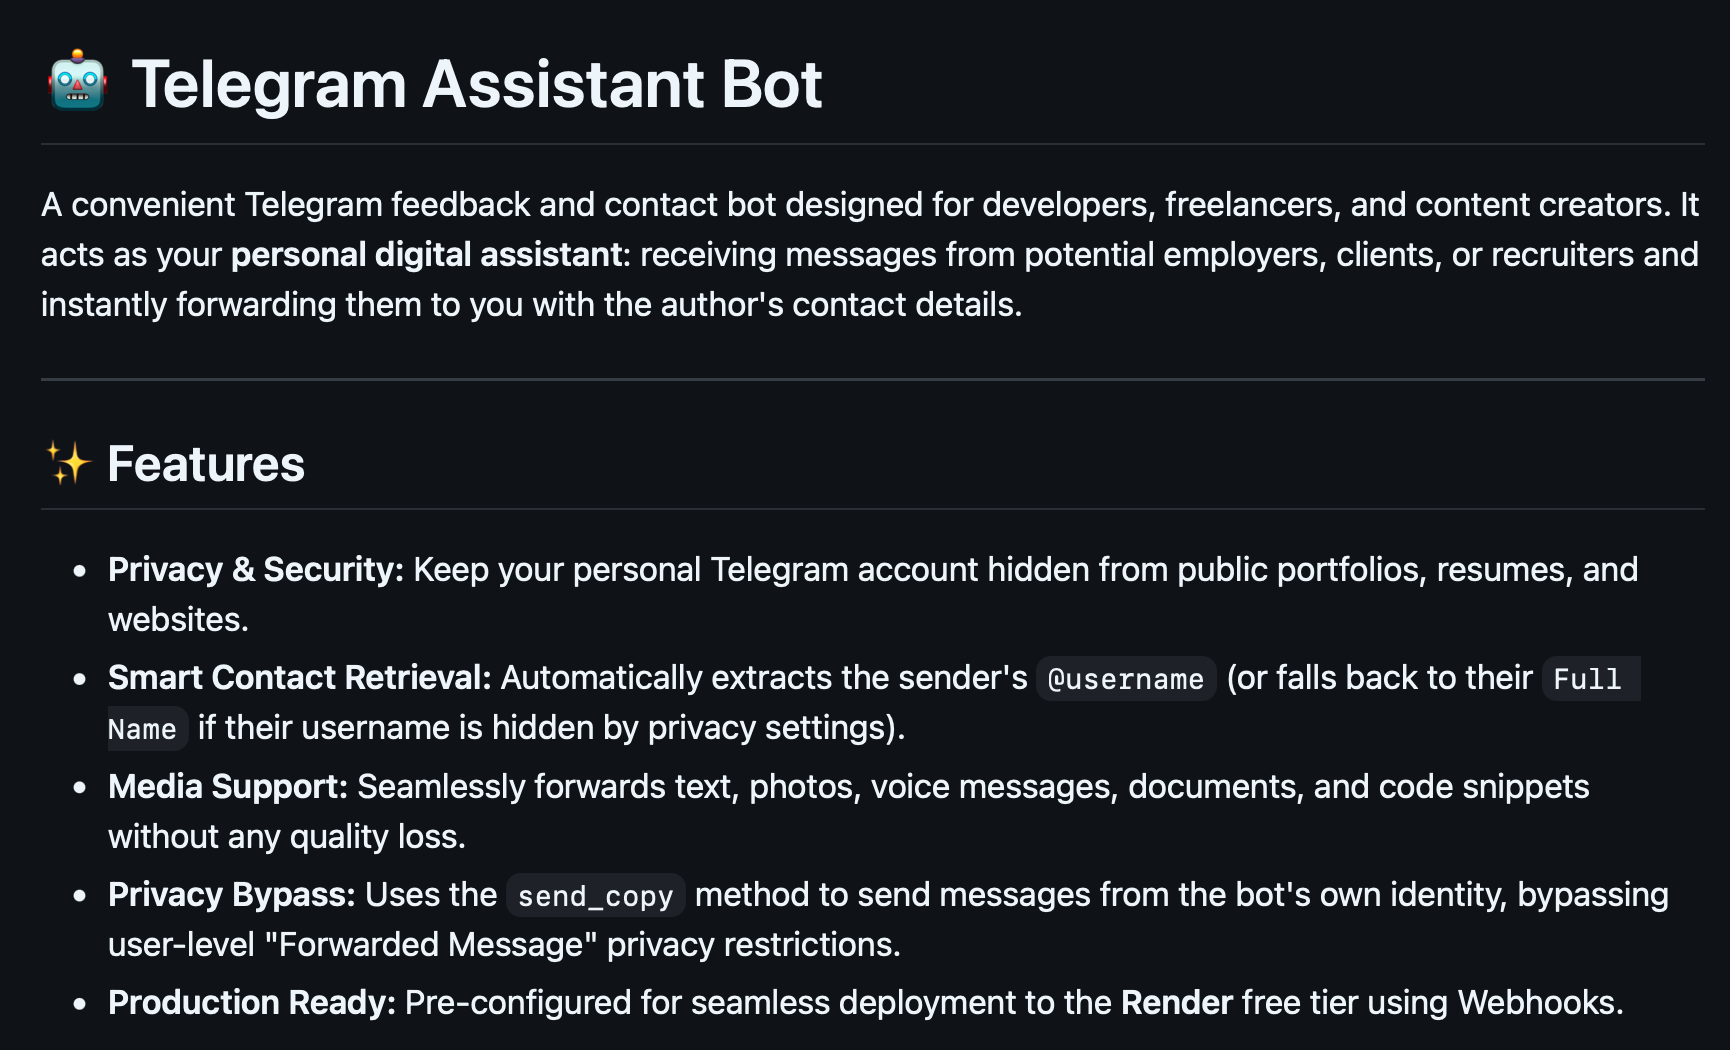 🤖 Telegram Assistant Bot
A convenient Telegram feedback and contact bot designed for developers, freelancers, and content creators. It
acts as your personal digital assistant: receiving messages from potential employers, clients, or recruiters and
instantly forwarding them to you with the author's contact details.
✨ Features
• Privacy & Security: Keep your personal Telegram account hidden from public portfolios, resumes, and
websites.
• Smart Contact Retrieval: Automatically extracts the sender's @username (or falls back to their Full
Name if their username is hidden by privacy settings).
• Media Support: Seamlessly forwards text, photos, voice messages, documents, and code snippets
without any quality loss.
• Privacy Bypass: Uses the send_copy method to send messages from the bot's own identity, bypassing
user-level "Forwarded Message" privacy restrictions.
• Production Ready: Pre-configured for seamless deployment to the Render free tier using Webhooks.